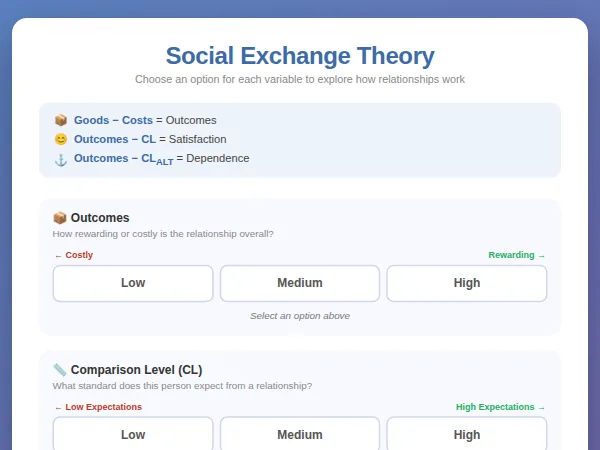 Social Exchange Theory
Choose an option for each variable to explore how relationships work
📦 Goods − Costs = Outcomes
😊 Outcomes − CL = Satisfaction
⚓ Outcomes − CLALT = Dependence
📦 Outcomes
How rewarding or costly is the relationship overall?
← Costly Rewarding →
Low Medium High
Select an option above
📏 Comparison Level (CL)
What standard does this person expect from a relationship?
← Low Expectations High Expectations →
Low Medium High